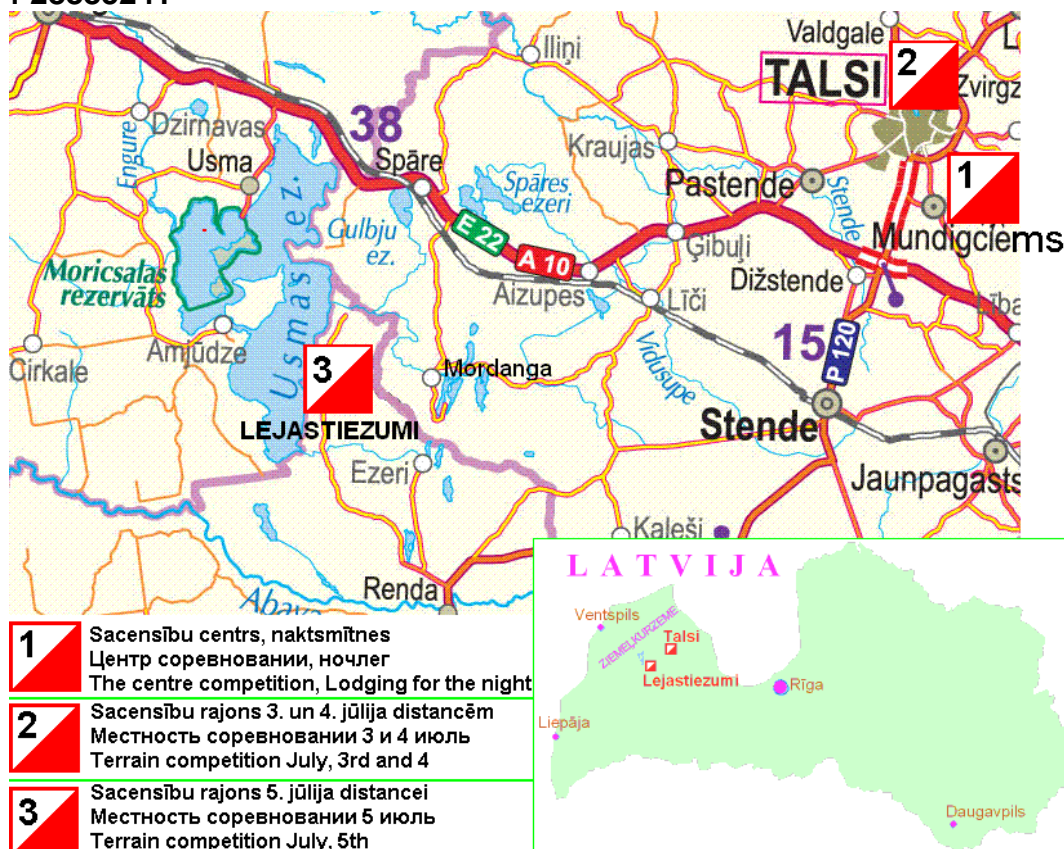 Valdgale
Iliņi
TALSI
2
Zvirgz
Dzirnavas
38
Engure
Usma
Spāre
Kraujas
Spāres
ezeri
Pastende
1
Stende
Gulbju
ez.
E 22
A 10
Ģibuļi
Mundigciems
Moricsalas
rezervāts
Usmas ez.
Aizupes
Līči
Dižstende
Cirkale
Amjūdze
3
Mordanga
Vidusupe
15
P 120
LEJASTIEZUMI
Stende
Ezeri
Jaunpagasts
Kaleši
Renda
Abava
1
Sacensību centrs, naktsmītnes
Центр соревновании, ночлег
The centre competition, Lodging for the night
2
Sacensību rajons 3. un 4. jūlija distancēm
Местность соревновании 3 и 4 июль
Terrain competition July, 3rd and 4
3
Sacensību rajons 5. jūlija distancei
Местность соревновании 5 июль
Terrain competition July, 5th
LATVIJA
Ventspils
ZIEMEĻKURZEME
Talsi
Lejastiezumi
Rīga
Liepāja
Daugavpils